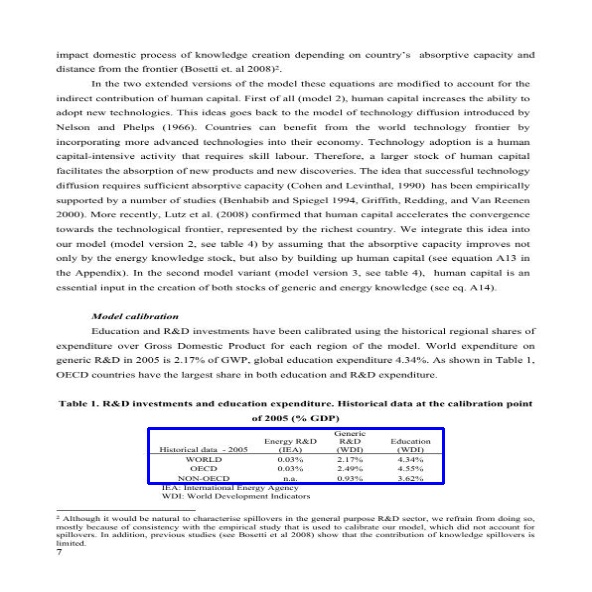 impact domestic process of knowledge creation depending on country's absorptive capacity and
distance from the frontier (Bosetti et. al 2008)².
In the two extended versions of the model these equations are modified to account for the
indirect contribution of human capital. First of all (model 2), human capital increases the ability to
adopt new technologies. This ideas goes back to the model of technology diffusion introduced by
Nelson and Phelps (1966). Countries can benefit from the world technology frontier by
incorporating more advanced technologies into their economy. Technology adoption is a human
capital-intensive activity that requires skill labour. Therefore, a larger stock of human capital
facilitates the absorption of new products and new discoveries. The idea that successful technology
diffusion requires sufficient absorptive capacity (Cohen and Levinthal, 1990) has been empirically
supported by a number of studies (Benhabib and Spiegel 1994, Griffith, Redding, and Van Reenen
2000). More recently, Lutz et al. (2008) confirmed that human capital accelerates the convergence
towards the technological frontier, represented by the richest country. We integrate this idea into
our model (model version 2, see table 4) by assuming that the absorptive capacity improves not
only by the energy knowledge stock, but also by building up human capital (see equation A13 in
the Appendix). In the second model variant (model version 3, see table 4), human capital is an
essential input in the creation of both stocks of generic and energy knowledge (see eq. A14).
Model calibration
Education and R&D investments have been calibrated using the historical regional shares of
expenditure over Gross Domestic Product for each region of the model. World expenditure on
generic R&D in 2005 is 2.17% of GWP, global education expenditure 4.34%. As shown in Table 1,
OECD countries have the largest share in both education and R&D expenditure.
Table 1. R&D investments and education expenditure. Historical data at the calibration point
of 2005 (% GDP)
Generic
Energy R&D R&D Education
Historical data - 2005 (IEA) (WDI) (WDI)
WORLD 0.03% 2.17% 4.34%
OECD 0.03% 2.49% 4.55%
NON-OECD n.a. 0.93% 3.62%
IEA: International Energy Agency
WDI: World Development Indicators
² Although it would be natural to characterise spillovers in the general purpose R&D sector, we refrain from doing so,
mostly because of consistency with the empirical study that is used to calibrate our model, which did not account for
spillovers. In addition, previous studies (see Bosetti et al 2008) show that the contribution of knowledge spillovers is
limited.
7